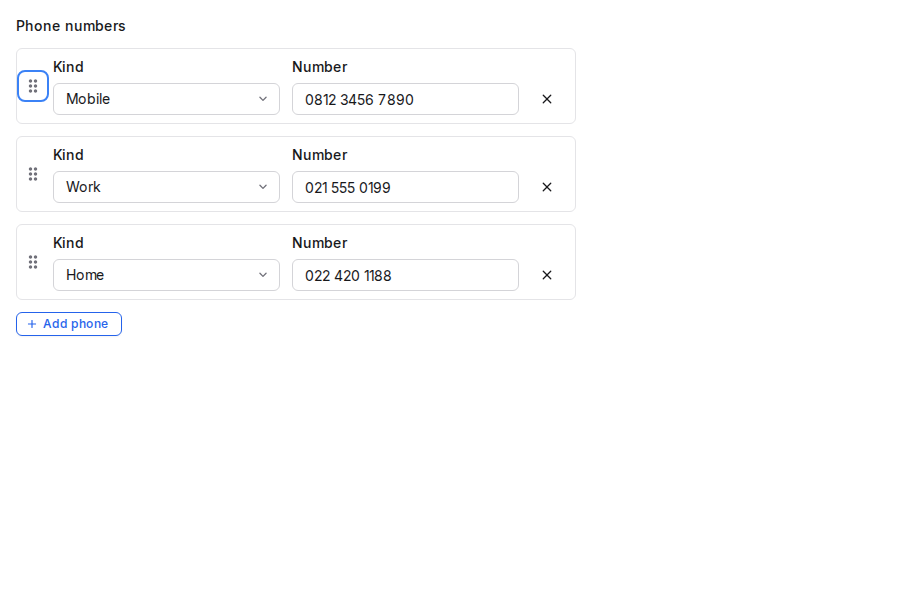 Phone numbers
Kind Number
Mobile 0812 3456 7890
Kind Number
Work 021 555 0199
Kind Number
Home 022 420 1188
+ Add phone